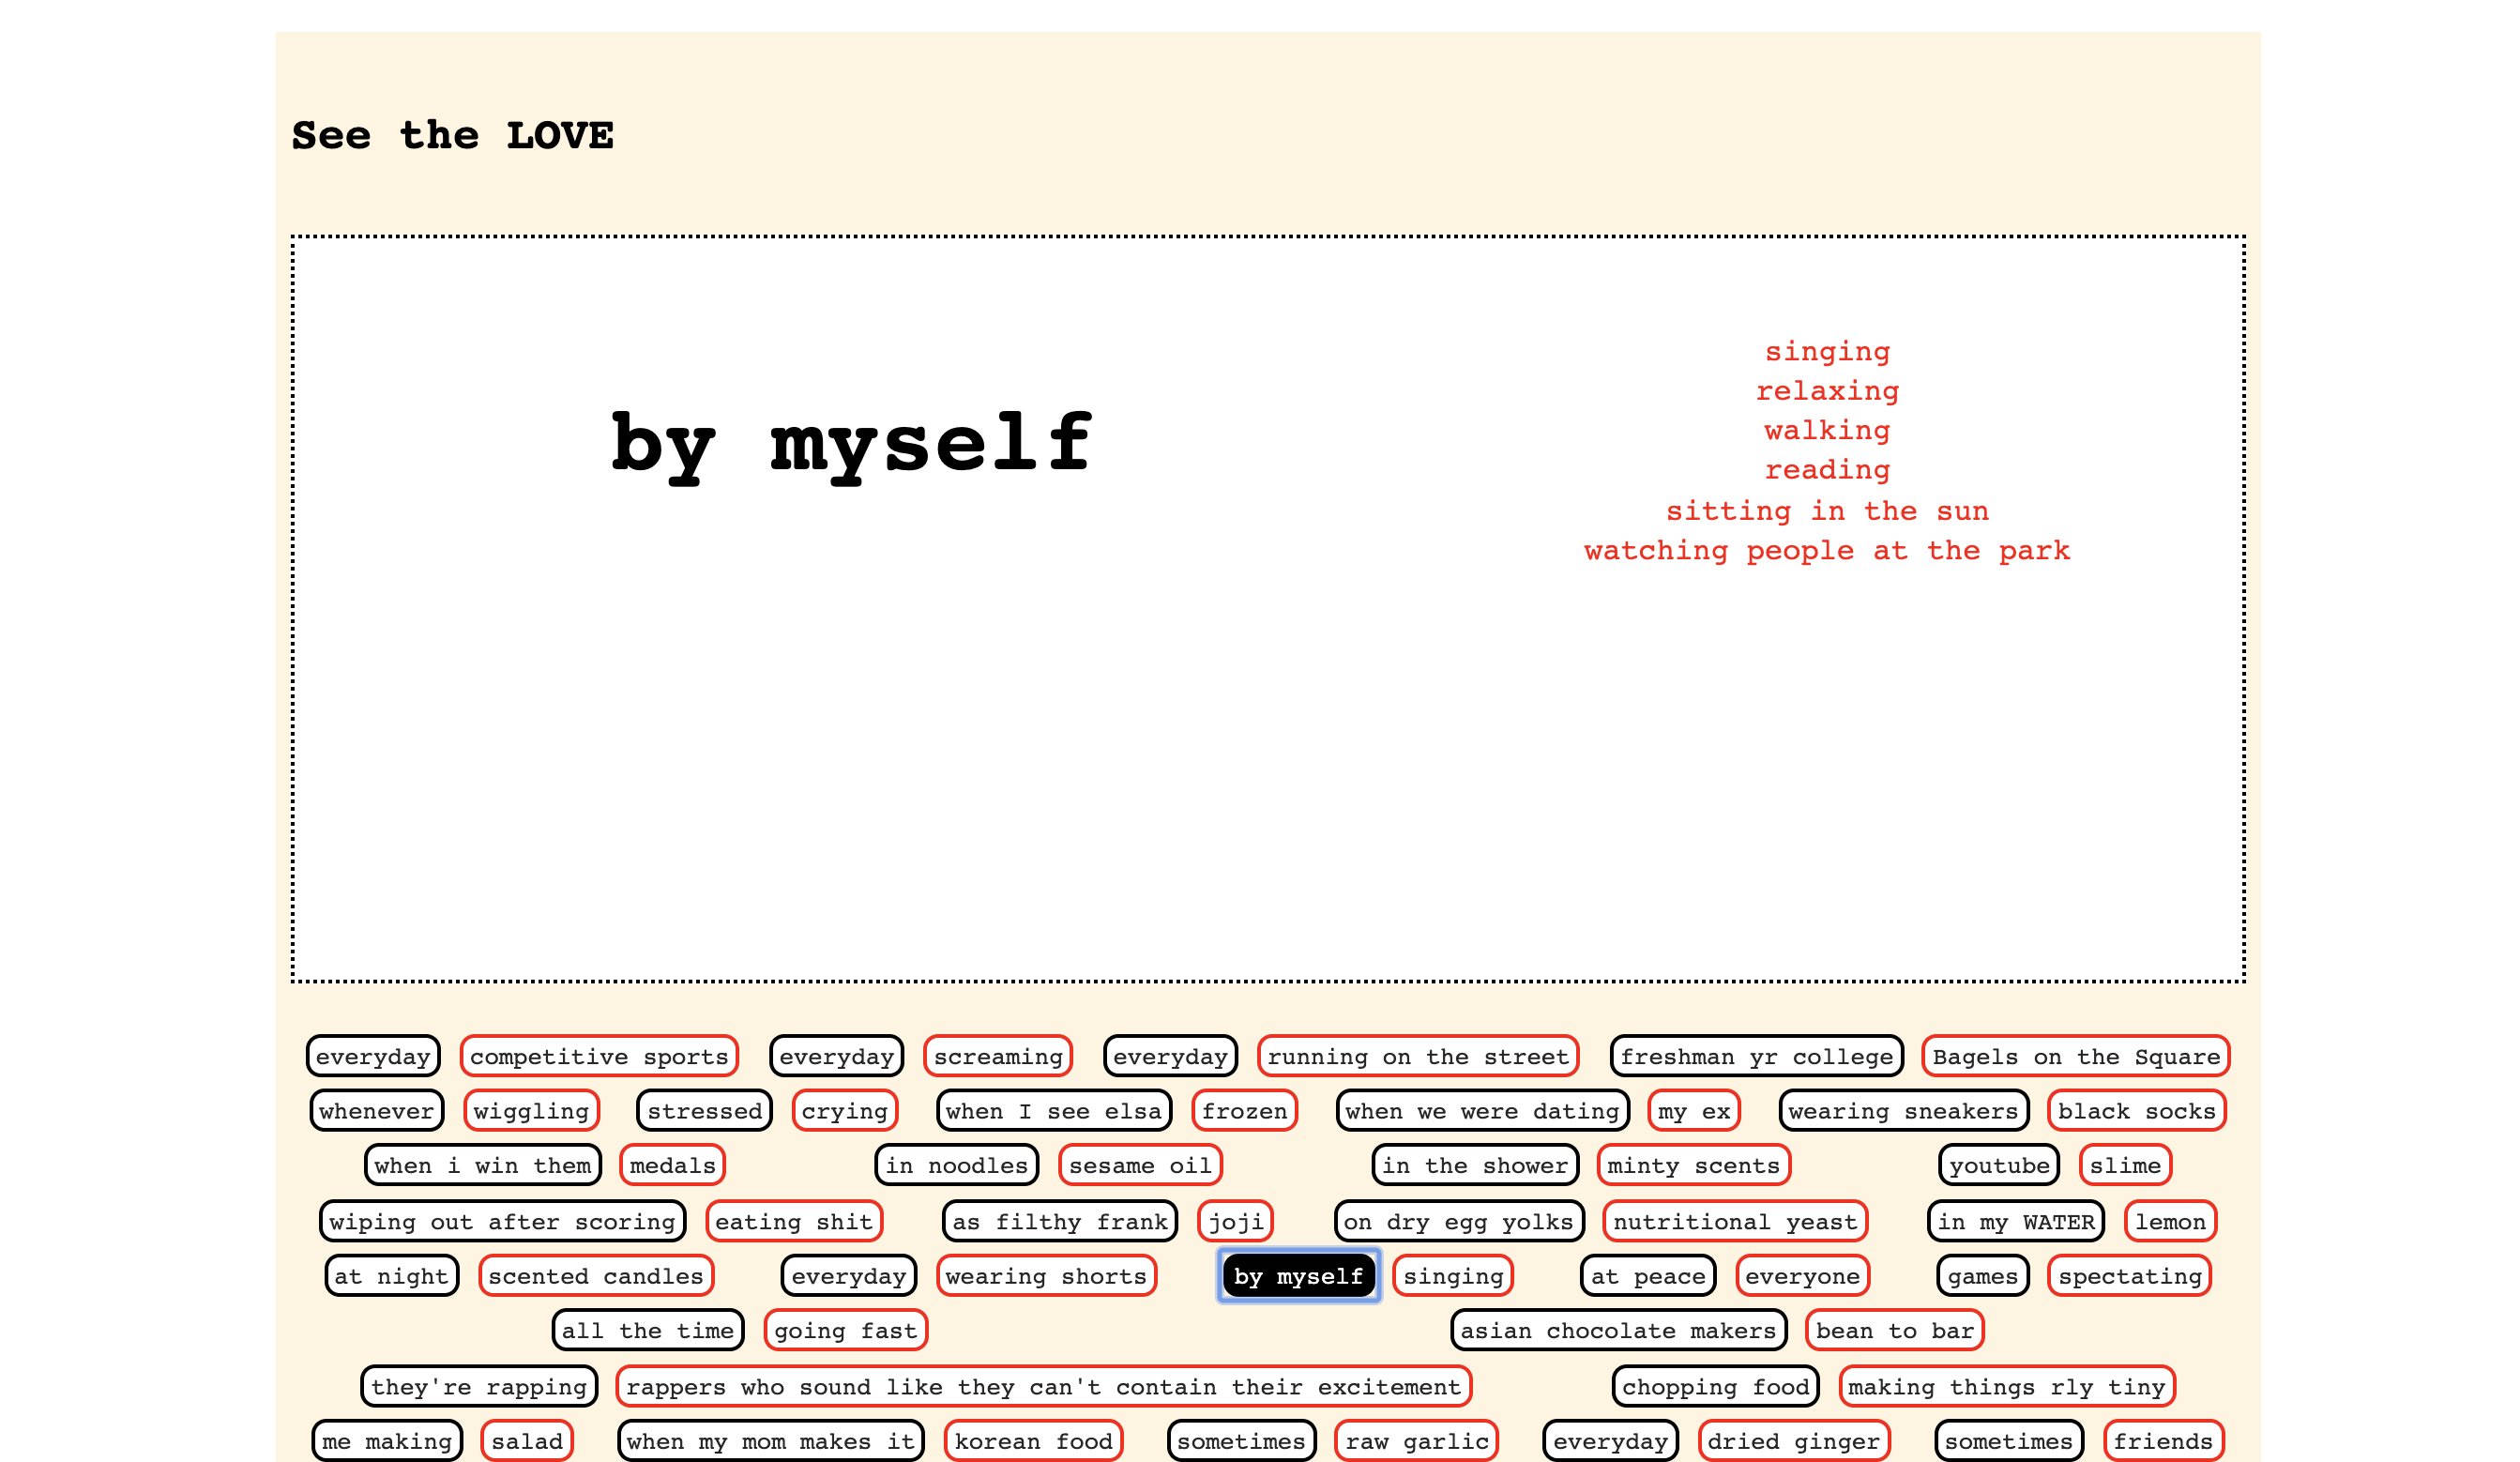 See the LOVE
by myself
singing
relaxing
walking
reading
sitting in the sun
watching people at the park
everyday competitive sports everyday screaming everyday running on the street freshman yr college Bagels on the Square
whenever wiggling stressed crying when I see elsa frozen when we were dating my ex wearing sneakers black socks
when i win them medals in noodles sesame oil in the shower minty scents youtube slime
wiping out after scoring eating shit as filthy frank joji on dry egg yolks nutritional yeast in my WATER lemon
at night scented candles everyday wearing shorts by myself singing at peace everyone games spectating
all the time going fast asian chocolate makers bean to bar
they're rapping rappers who sound like they can't contain their excitement chopping food making things rly tiny
me making salad when my mom makes it korean food sometimes raw garlic everyday dried ginger sometimes friends